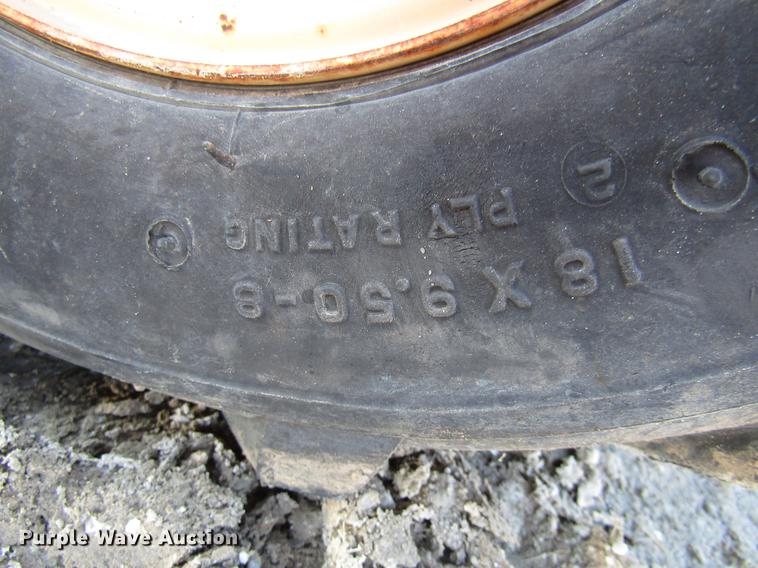 18 X 9.50-8
2 PLY RATING
Purple Wave Auction